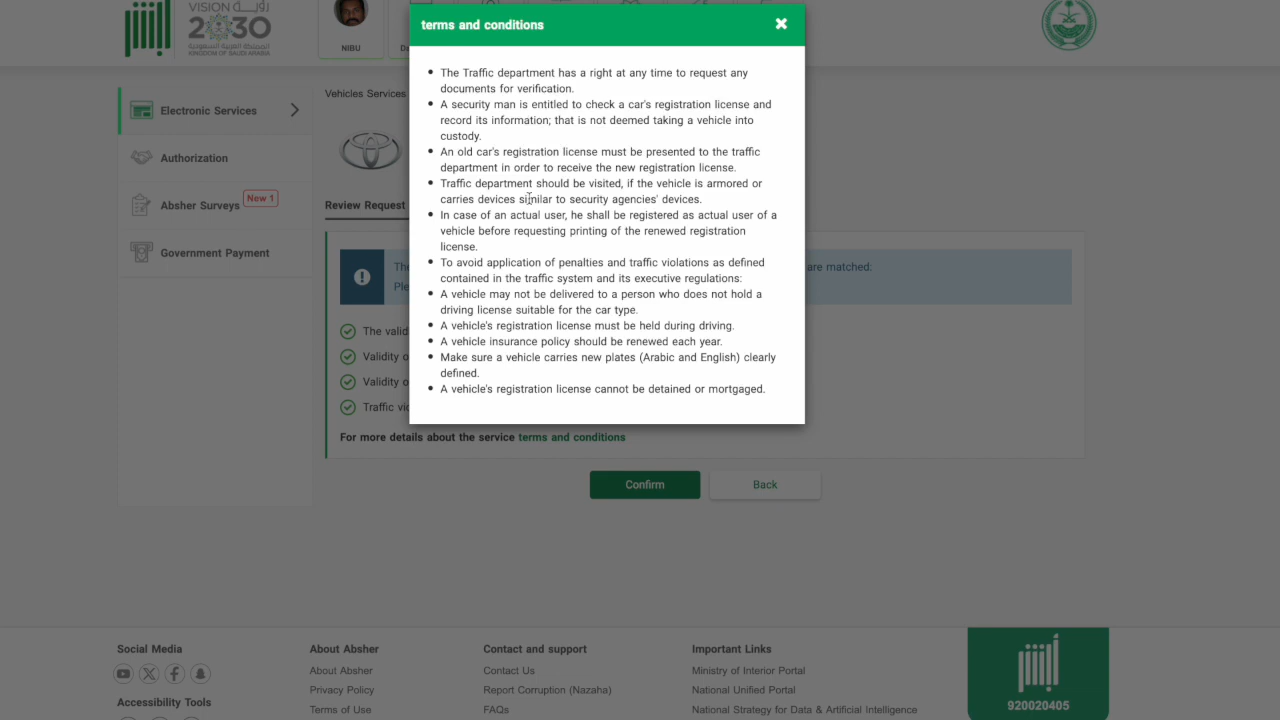 VISION رؤية
2030
المملكة العربية السعودية
KINGDOM OF SAUDI ARABIA
NIBU
terms and conditions
The Traffic department has a right at any time to request any
documents for verification.
A security man is entitled to check a car's registration license and
record its information; that is not deemed taking a vehicle into
custody.
An old car's registration license must be presented to the traffic
department in order to receive the new registration license.
Traffic department should be visited, if the vehicle is armored or
carries devices similar to security agencies' devices.
In case of an actual user, he shall be registered as actual user of a
vehicle before requesting printing of the renewed registration
license.
To avoid application of penalties and traffic violations as defined
contained in the traffic system and its executive regulations:
A vehicle may not be delivered to a person who does not hold a
driving license suitable for the car type.
A vehicle's registration license must be held during driving.
A vehicle insurance policy should be renewed each year.
Make sure a vehicle carries new plates (Arabic and English) clearly
defined.
A vehicle's registration license cannot be detained or mortgaged.
Electronic Services
Authorization
Absher Surveys New 1
Government Payment
Vehicles Services
TOYOTA
Review Request
The
are matched:
The valid
Validity o
Validity o
Traffic vi
For more details about the service terms and conditions
Confirm
Back
Social Media
Accessibility Tools
About Absher
About Absher
Privacy Policy
Terms of Use
Contact and support
Contact Us
Report Corruption (Nazaha)
FAQs
Important Links
Ministry of Interior Portal
National Unified Portal
National Strategy for Data & Artificial Intelligence
أبشر
920020405